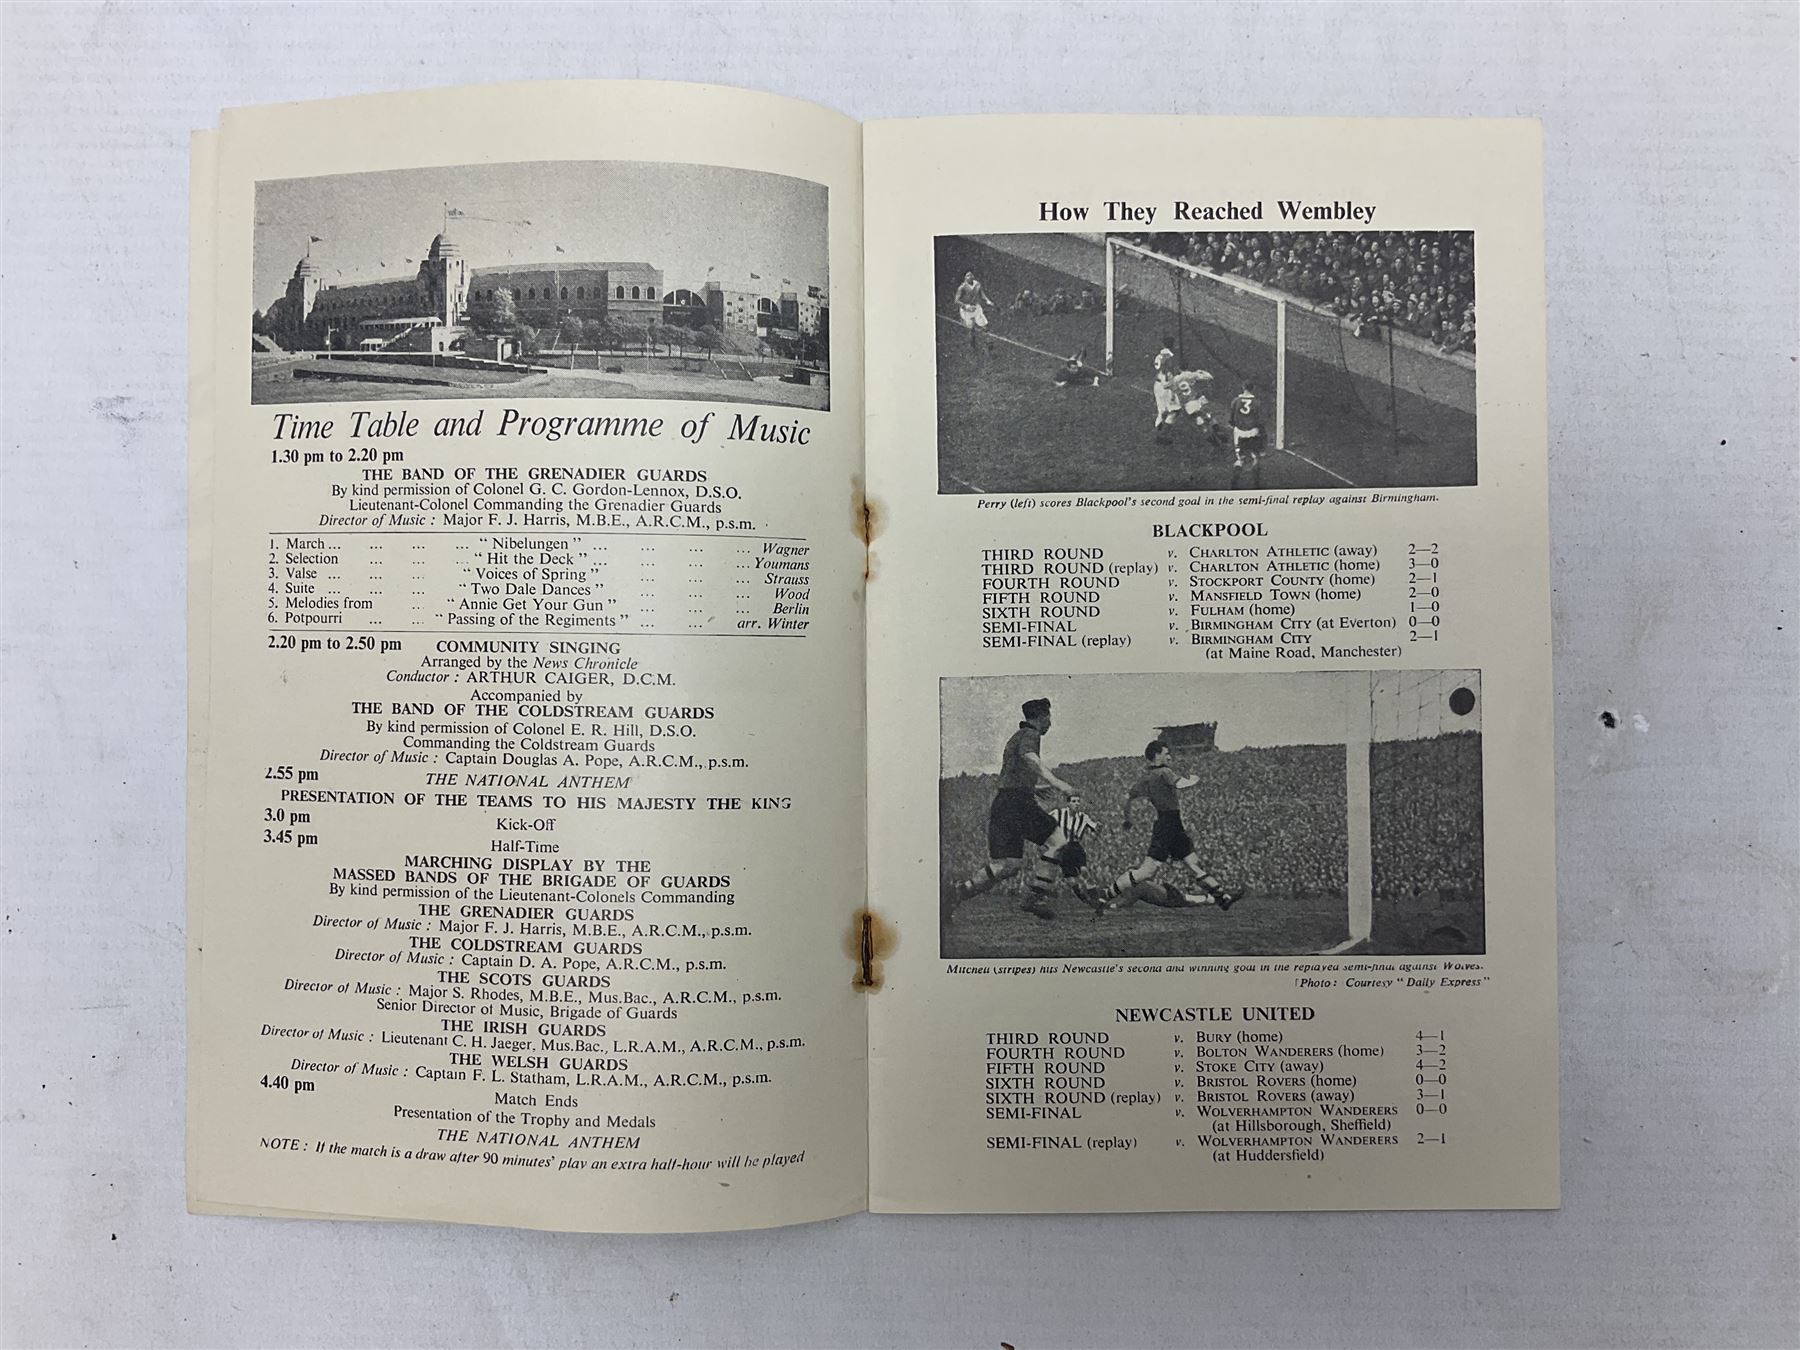 Time Table and Programme of Music
1.30 pm to 2.20 pm
THE BAND OF THE GRENADIER GUARDS
By kind permission of Colonel G. C. Gordon-Lennox, D.S.O.
Lieutenant-Colonel Commanding the Grenadier Guards
Director of Music : Major F. J. Harris, M.B.E., A.R.C.M., p.s.m.
1. March ... ... ... ... “ Nibelungen ” ... ... ... ... Wagner
2. Selection ... ... ... “ Hit the Deck ” ... ... ... ... Youmans
3. Valse ... ... ... “ Voices of Spring ” ... ... ... Strauss
4. Suite ... ... ... “ Two Dale Dances ” ... ... ... Wood
5. Melodies from ... “ Annie Get Your Gun ” ... ... ... Berlin
6. Potpourri ... ... “ Passing of the Regiments ” ... ... arr. Winter
2.20 pm to 2.50 pm COMMUNITY SINGING
Arranged by the News Chronicle
Conductor : ARTHUR CAIGER, D.C.M.
Accompanied by
THE BAND OF THE COLDSTREAM GUARDS
By kind permission of Colonel E. R. Hill, D.S.O.
Commanding the Coldstream Guards
Director of Music : Captain Douglas A. Pope, A.R.C.M., p.s.m.
2.55 pm THE NATIONAL ANTHEM
PRESENTATION OF THE TEAMS TO HIS MAJESTY THE KING
3.0 pm Kick-Off
3.45 pm Half-Time
MARCHING DISPLAY BY THE
MASSED BANDS OF THE BRIGADE OF GUARDS
By kind permission of the Lieutenant-Colonels Commanding
THE GRENADIER GUARDS
Director of Music : Major F. J. Harris, M.B.E., A.R.C.M., p.s.m.
THE COLDSTREAM GUARDS
Director of Music : Captain D. A. Pope, A.R.C.M., p.s.m.
THE SCOTS GUARDS
Director of Music : Major S. Rhodes, M.B.E., Mus.Bac., A.R.C.M., p.s.m.
Senior Director of Music, Brigade of Guards
THE IRISH GUARDS
Director of Music : Lieutenant C. H. Jaeger, Mus.Bac., L.R.A.M., A.R.C.M., p.s.m.
THE WELSH GUARDS
Director of Music : Captain F. L. Statham, L.R.A.M., A.R.C.M., p.s.m.
4.40 pm Match Ends
Presentation of the Trophy and Medals
THE NATIONAL ANTHEM
NOTE : If the match is a draw after 90 minutes' play an extra half-hour will be played
How They Reached Wembley
9
3
Perry (left) scores Blackpool's second goal in the semi-final replay against Birmingham.
BLACKPOOL
THIRD ROUND v. CHARLTON ATHLETIC (away) 2—2
THIRD ROUND (replay) v. CHARLTON ATHLETIC (home) 3—0
FOURTH ROUND v. STOCKPORT COUNTY (home) 2—1
FIFTH ROUND v. MANSFIELD TOWN (home) 2—0
SIXTH ROUND v. FULHAM (home) 1—0
SEMI-FINAL v. BIRMINGHAM CITY (at Everton) 0—0
SEMI-FINAL (replay) v. BIRMINGHAM CITY 2—1
(at Maine Road, Manchester)
Mitchell (stripes) hits Newcastle's second and winning goal in the replayed semi-final against Wolves.
[Photo : Courtesy “ Daily Express ”
NEWCASTLE UNITED
THIRD ROUND v. BURY (home) 4—1
FOURTH ROUND v. BOLTON WANDERERS (home) 3—2
FIFTH ROUND v. STOKE CITY (away) 4—2
SIXTH ROUND v. BRISTOL ROVERS (home) 0—0
SIXTH ROUND (replay) v. BRISTOL ROVERS (away) 3—1
SEMI-FINAL v. WOLVERHAMPTON WANDERERS 0—0
(at Hillsborough, Sheffield)
SEMI-FINAL (replay) v. WOLVERHAMPTON WANDERERS 2—1
(at Huddersfield)